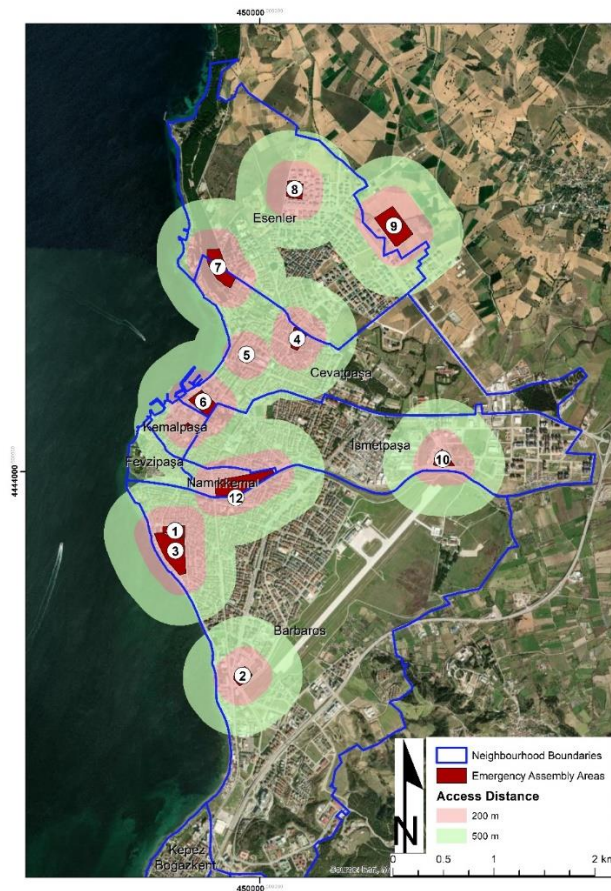 450000
8
Esenler
9
7
4
5
Cevatpaşa
6
Kemalpaşa
Fevzipaşa
İsmetpaşa
4444000
10
Namıkkemal
12
1
3
Barbaros
2
N
Neighbourhood Boundaries
Emergency Assembly Areas
Access Distance
200 m
500 m
Kepez
Boğazkent
0 0.5 1 2 km
450000